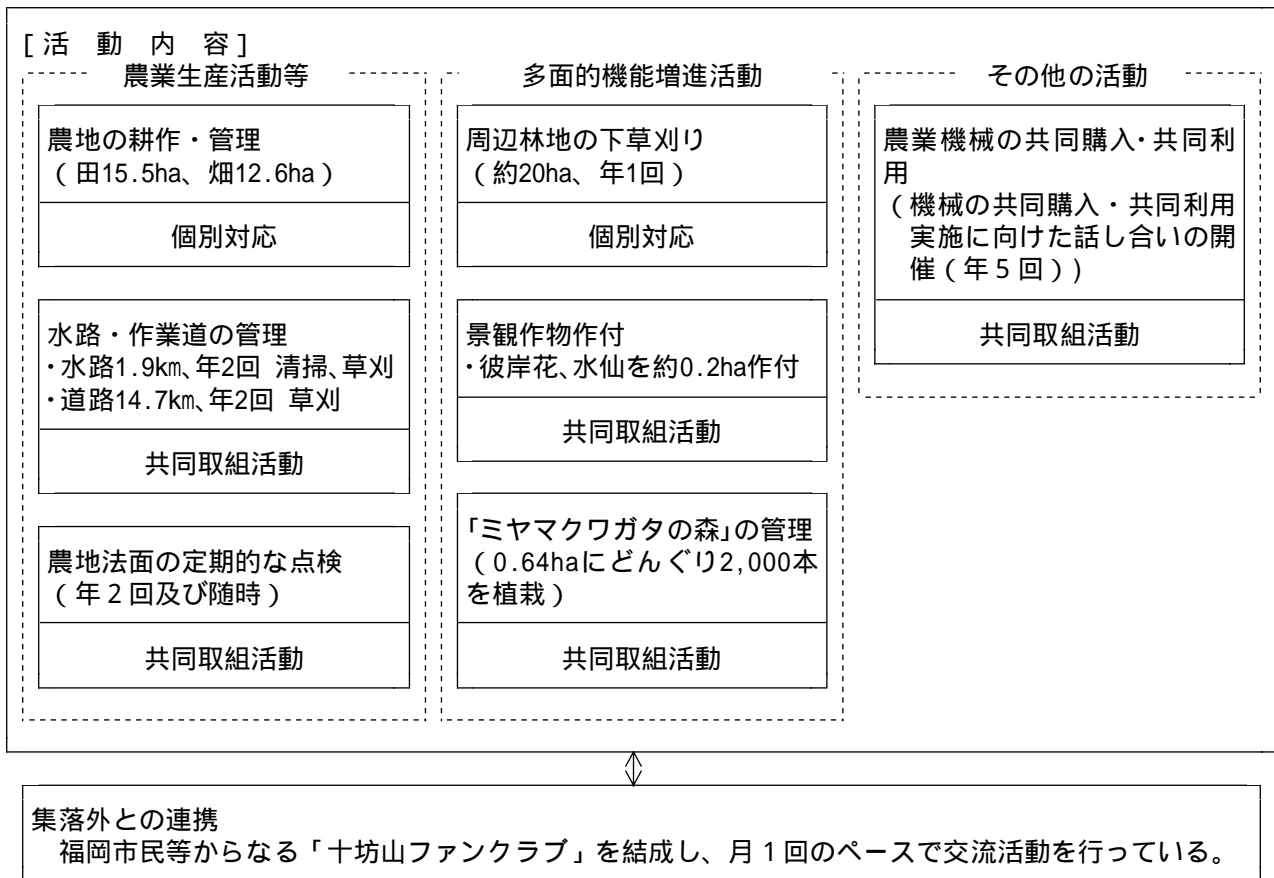 [活 動 内 容]
農業生産活動等
農地の耕作・管理
(田15.5ha、畑12.6ha)
個別対応
水路・作業道の管理
・水路1.9km、年2回 清掃、草刈
・道路14.7km、年2回 草刈
共同取組活動
農地法面の定期的な点検
(年2回及び随時)
共同取組活動
多面的機能増進活動
周辺林地の下草刈り
(約20ha、年1回)
個別対応
景観作物作付
・彼岸花、水仙を約0.2ha作付
共同取組活動
「ミヤマクワガタの森」の管理
(0.64haにどんぐり2,000本
を植栽)
共同取組活動
その他の活動
農業機械の共同購入・共同利
用
(機械の共同購入・共同利用
実施に向けた話し合いの開
催(年5回))
共同取組活動
集落外との連携
福岡市民等からなる「十坊山ファンクラブ」を結成し、月1回のペースで交流活動を行っている。